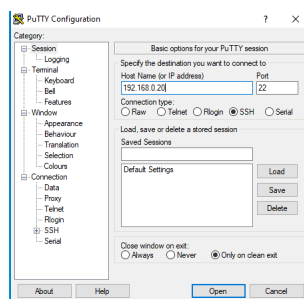 PuTTY Configuration
?
Category:
Session
Logging
Terminal
Keyboard
Bell
Features
Window
Appearance
Behaviour
Translation
Selection
Colours
Connection
Data
Proxy
Telnet
Rlogin
SSH
Serial
Basic options for your PuTTY session
Specify the destination you want to connect to
Host Name (or IP address) Port
192.168.0.20 22
Connection type:
Raw Telnet Rlogin SSH Serial
Load, save or delete a stored session
Saved Sessions
Default Settings
Load
Save
Delete
Close window on exit:
Always Never Only on clean exit
About Help Open Cancel